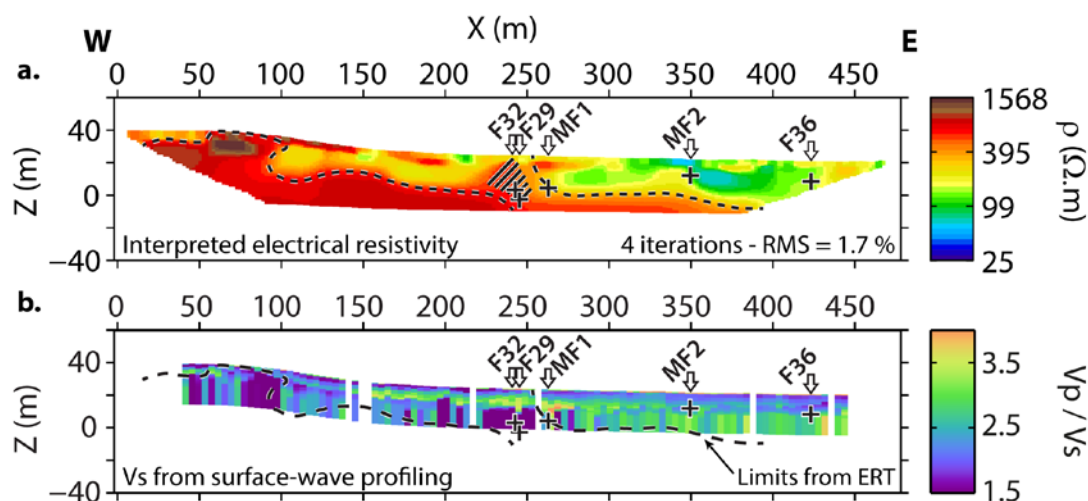 X (m)
W E
a.
0 50 100 150 200 250 300 350 400 450
F32
F29
MF1
MF2
F36
40
0
−40
Z (m)
Interpreted electrical resistivity 4 iterations - RMS = 1.7 %
1568
395
99
25
ρ (Ω.m)
b.
0 50 100 150 200 250 300 350 400 450
F32
F29
MF1
MF2
F36
40
0
−40
Z (m)
Vs from surface-wave profiling
Limits from ERT
3.5
2.5
1.5
Vp / Vs